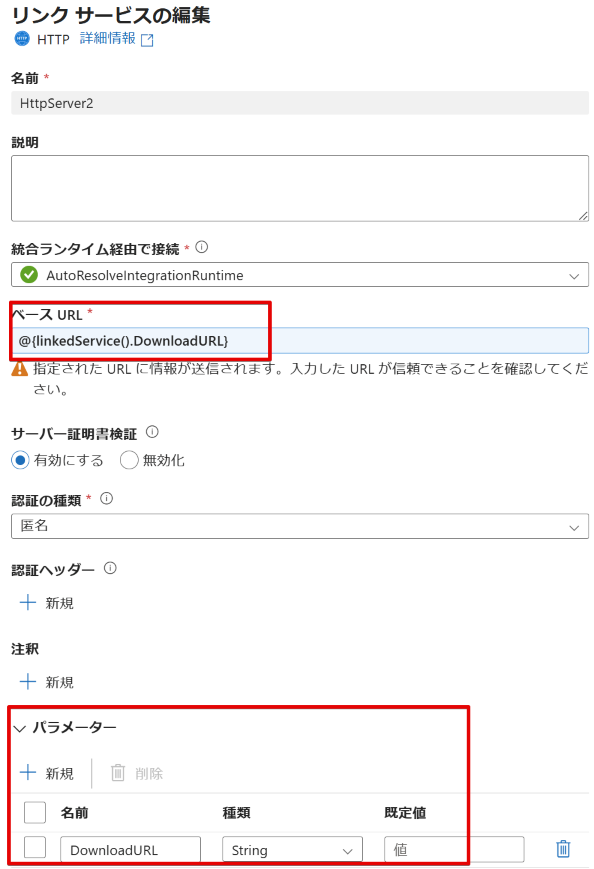 リンク サービスの編集
HTTP 詳細情報
名前 *
HttpServer2
説明
統合ランタイム経由で接続 *
AutoResolveIntegrationRuntime
ベース URL *
@{linkedService().DownloadURL}
指定された URL に情報が送信されます。入力した URL が信頼できることを確認してくだ
さい。
サーバー証明書検証
有効にする 無効化
認証の種類 *
匿名
認証ヘッダー
新規
注釈
新規
パラメーター
新規 削除
名前 種類 既定値
DownloadURL String 値